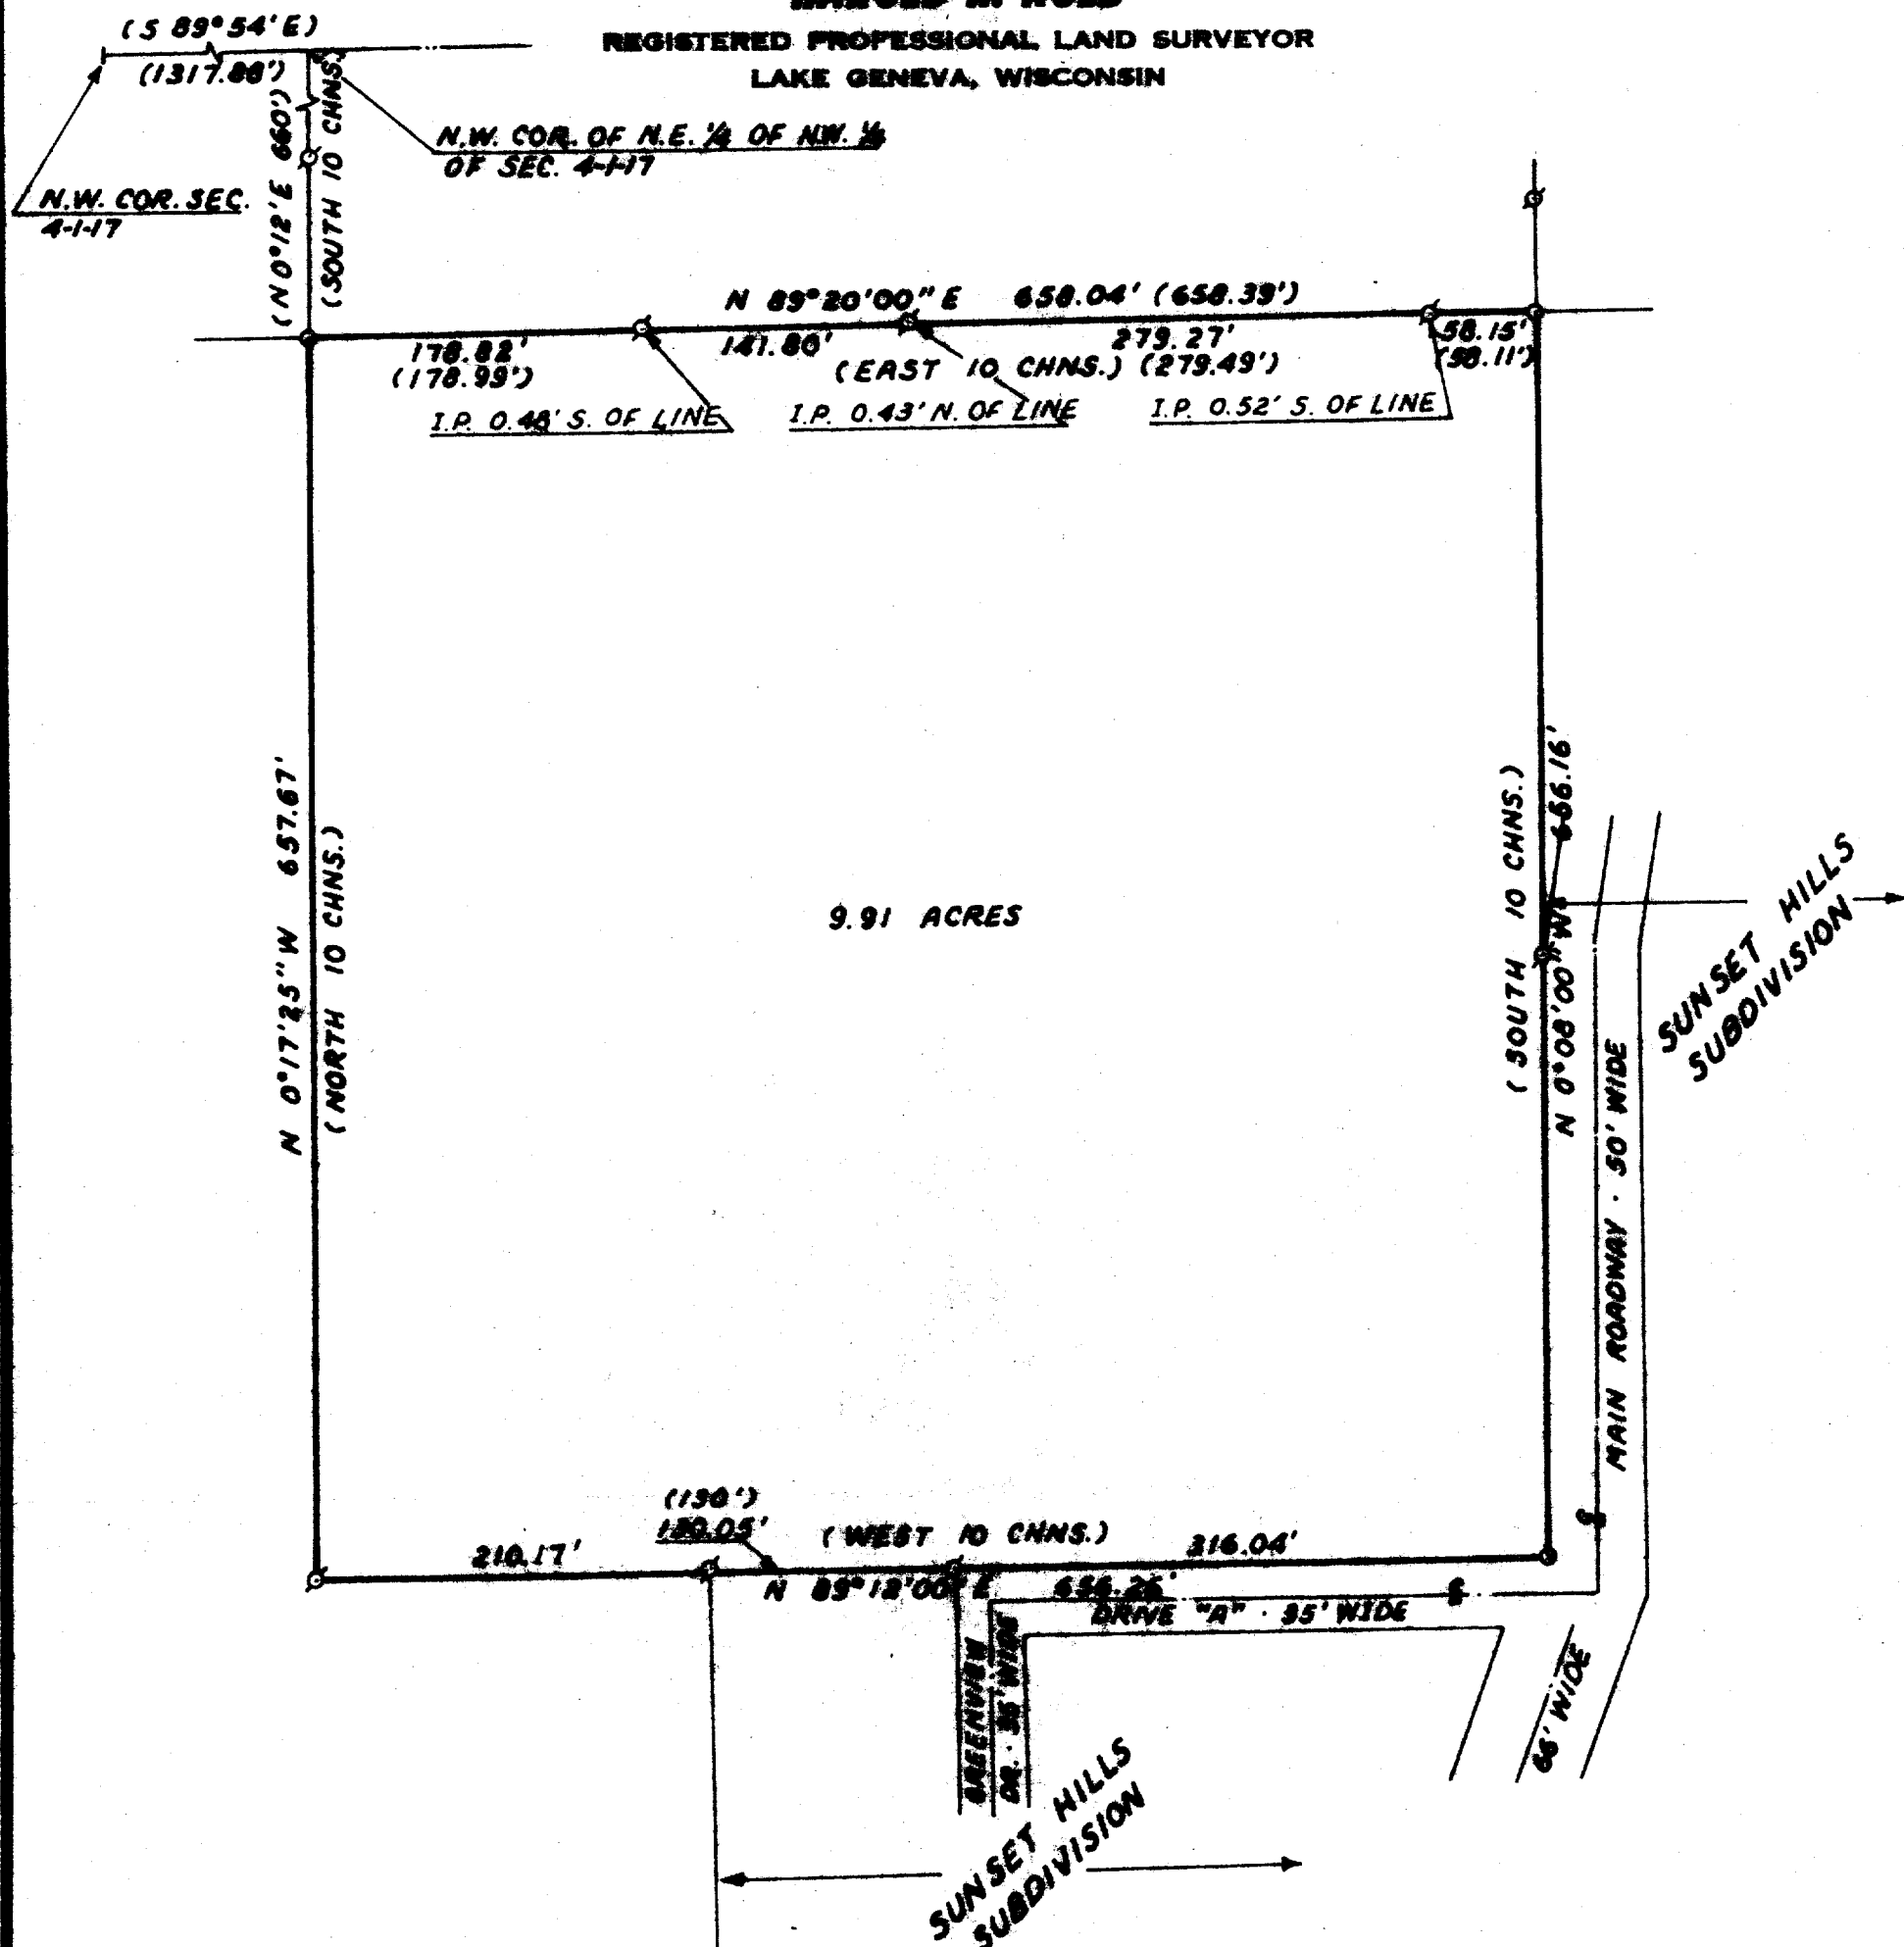 REGISTERED PROFESSIONAL LAND SURVEYOR
LAKE GENEVA, WISCONSIN
(S 89°54'E)
(1317.88')
N.W. COR. SEC.
4-1-17
(N 0°12'E 660')
(SOUTH 10 CHNS.)
N.W. COR. OF N.E. ¼ OF N.W. ¼
OF SEC. 4-1-17
N 89°20'00" E 658.04' (658.39')
178.82'
(178.99')
141.80'
279.27'
(EAST 10 CHNS.) (279.49')
58.15'
(58.11')
I.P. 0.48' S. OF LINE
I.P. 0.43' N. OF LINE
I.P. 0.52' S. OF LINE
N 0°17'25" W 657.67'
(NORTH 10 CHNS.)
9.91 ACRES
(SOUTH 10 CHNS.)
N 0°08'00" W 656.16'
SUNSET HILLS
SUBDIVISION
MAIN ROADWAY · 50' WIDE
(130')
130.05'
(WEST 10 CHNS.)
210.17'
316.04'
N 89°12'00" E 656.26'
DRIVE "A" · 35' WIDE
GREENVIEW
DR. · 35' WIDE
66' WIDE
SUNSET HILLS
SUBDIVISION